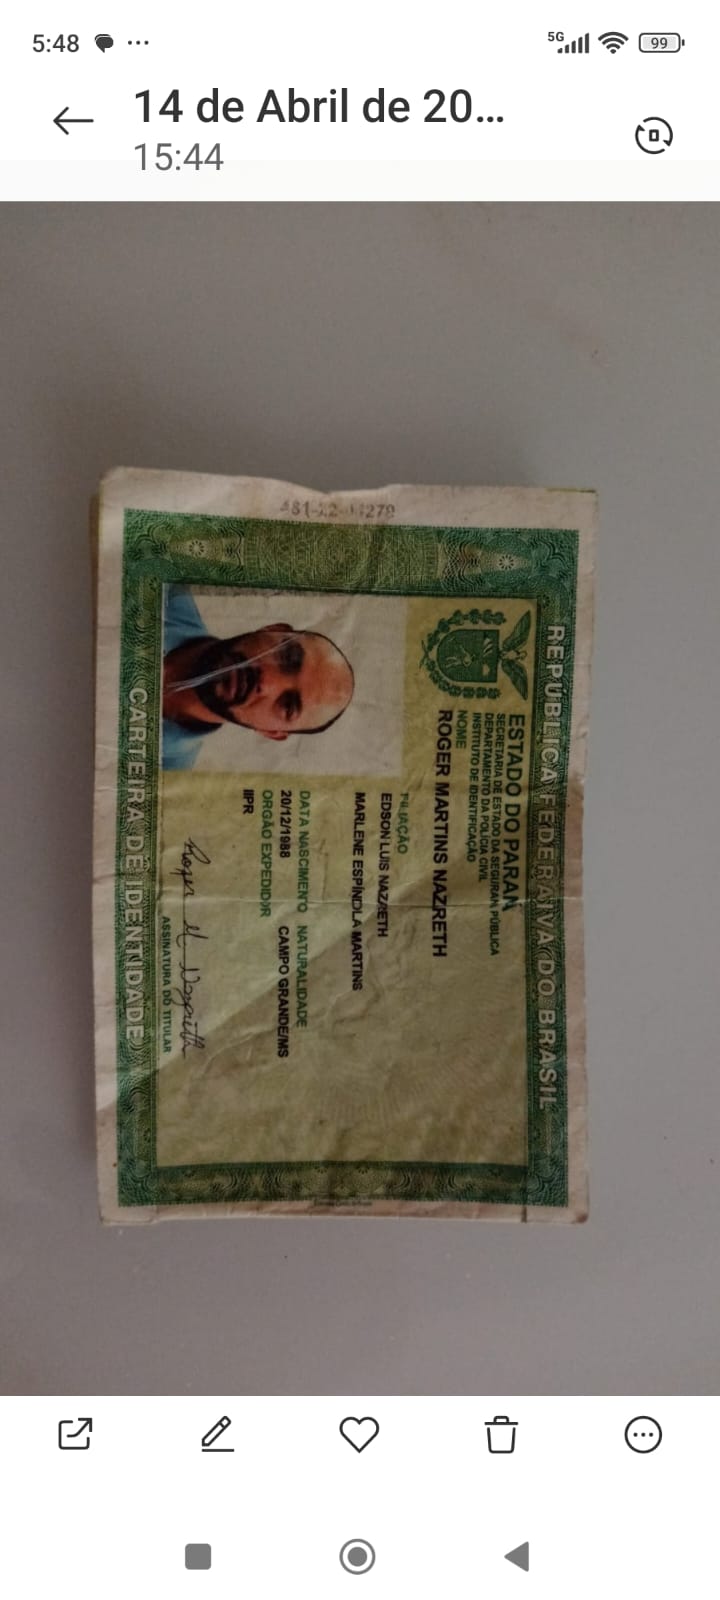 5:48
5G
99
14 de Abril de 20...
15:44
REPÚBLICA FEDERATIVA DO BRASIL
ESTADO DO PARANÁ
SECRETARIA DE ESTADO DA SEGURANÇA PÚBLICA
DEPARTAMENTO DA POLÍCIA CIVIL
INSTITUTO DE IDENTIFICAÇÃO
NOME
ROGER MARTINS NAZRETH
FILIAÇÃO
EDSON LUIS NAZRETH
MARLENE ESPÍNDLA MARTINS
DATA NASCIMENTO NATURALIDADE
20/12/1988 CAMPO GRANDE/MS
ORGÃO EXPEDIDOR
IIPR
Roger M Nazreth
ASSINATURA DO TITULAR
CARTEIRA DE IDENTIDADE